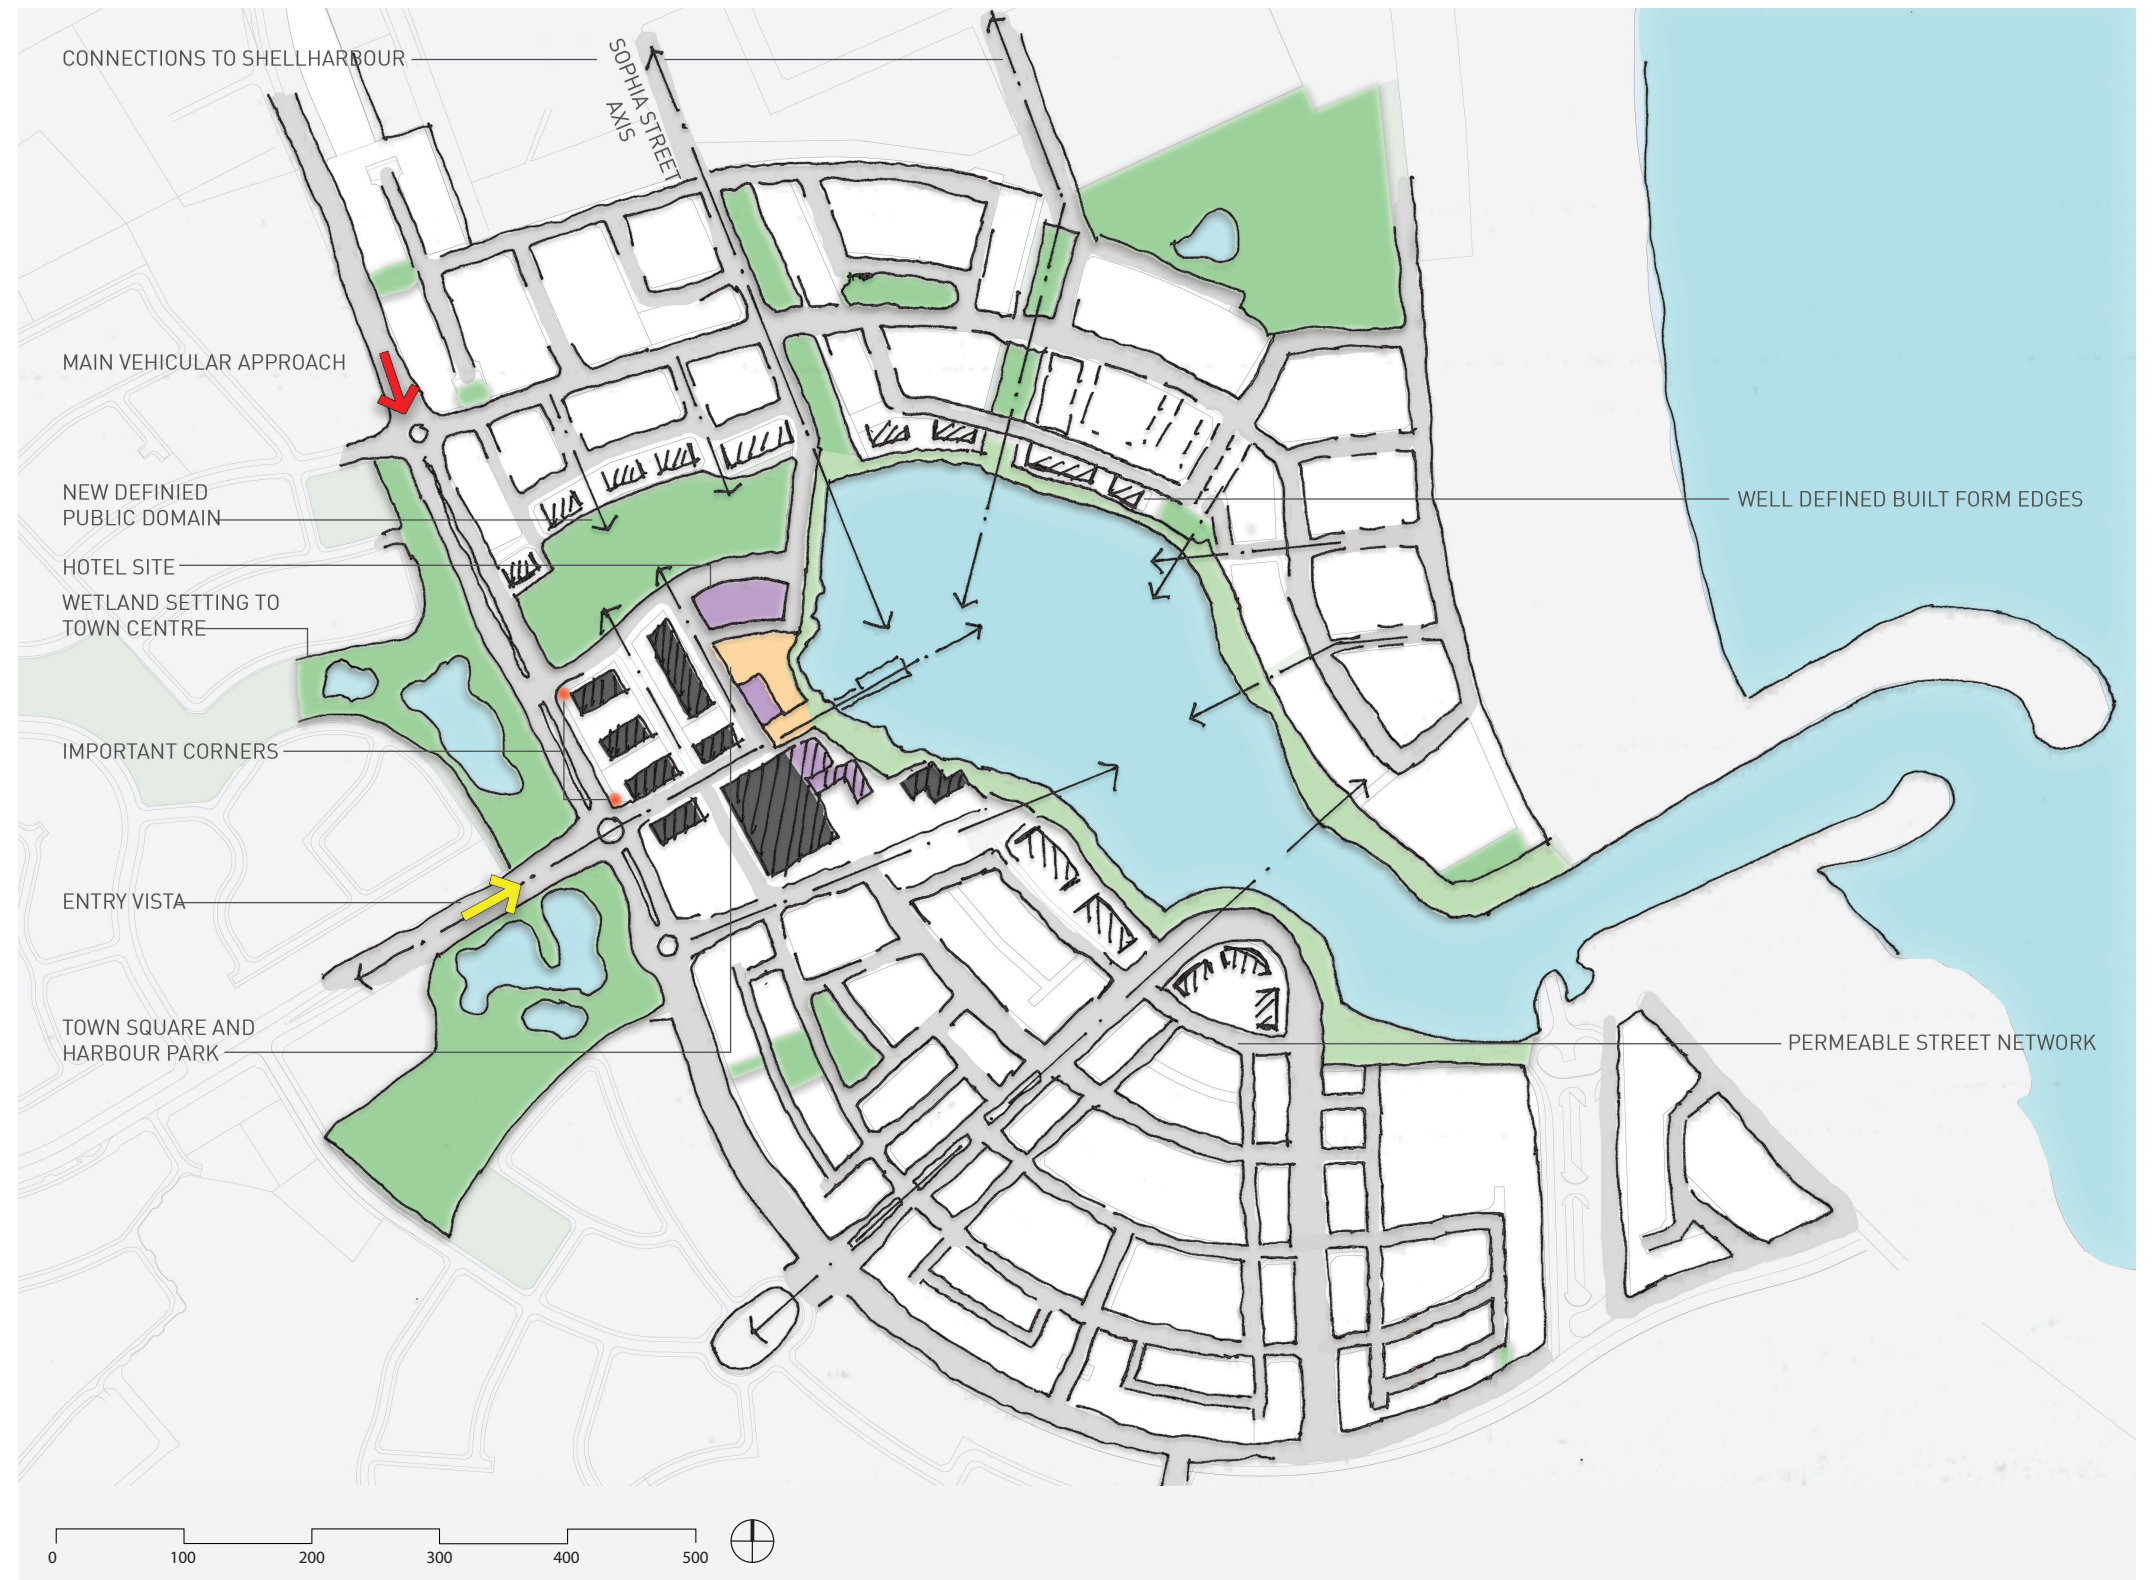 CONNECTIONS TO SHELLHARBOUR
SOPHIA STREET
AXIS
MAIN VEHICULAR APPROACH
NEW DEFINIED
PUBLIC DOMAIN
WELL DEFINED BUILT FORM EDGES
HOTEL SITE
WETLAND SETTING TO
TOWN CENTRE
IMPORTANT CORNERS
ENTRY VISTA
TOWN SQUARE AND
HARBOUR PARK
PERMEABLE STREET NETWORK
0 100 200 300 400 500